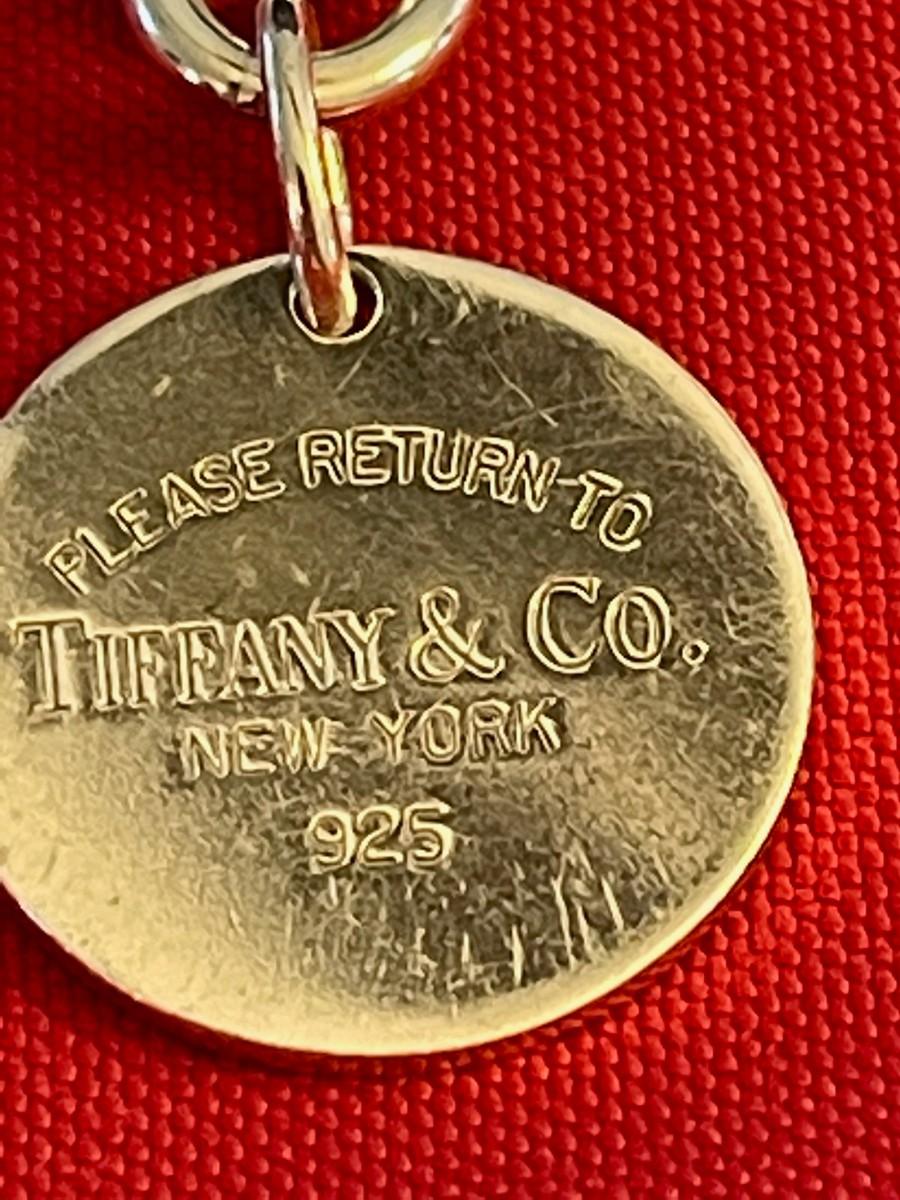 PLEASE RETURN TO
TIFFANY & CO.
NEW YORK
925